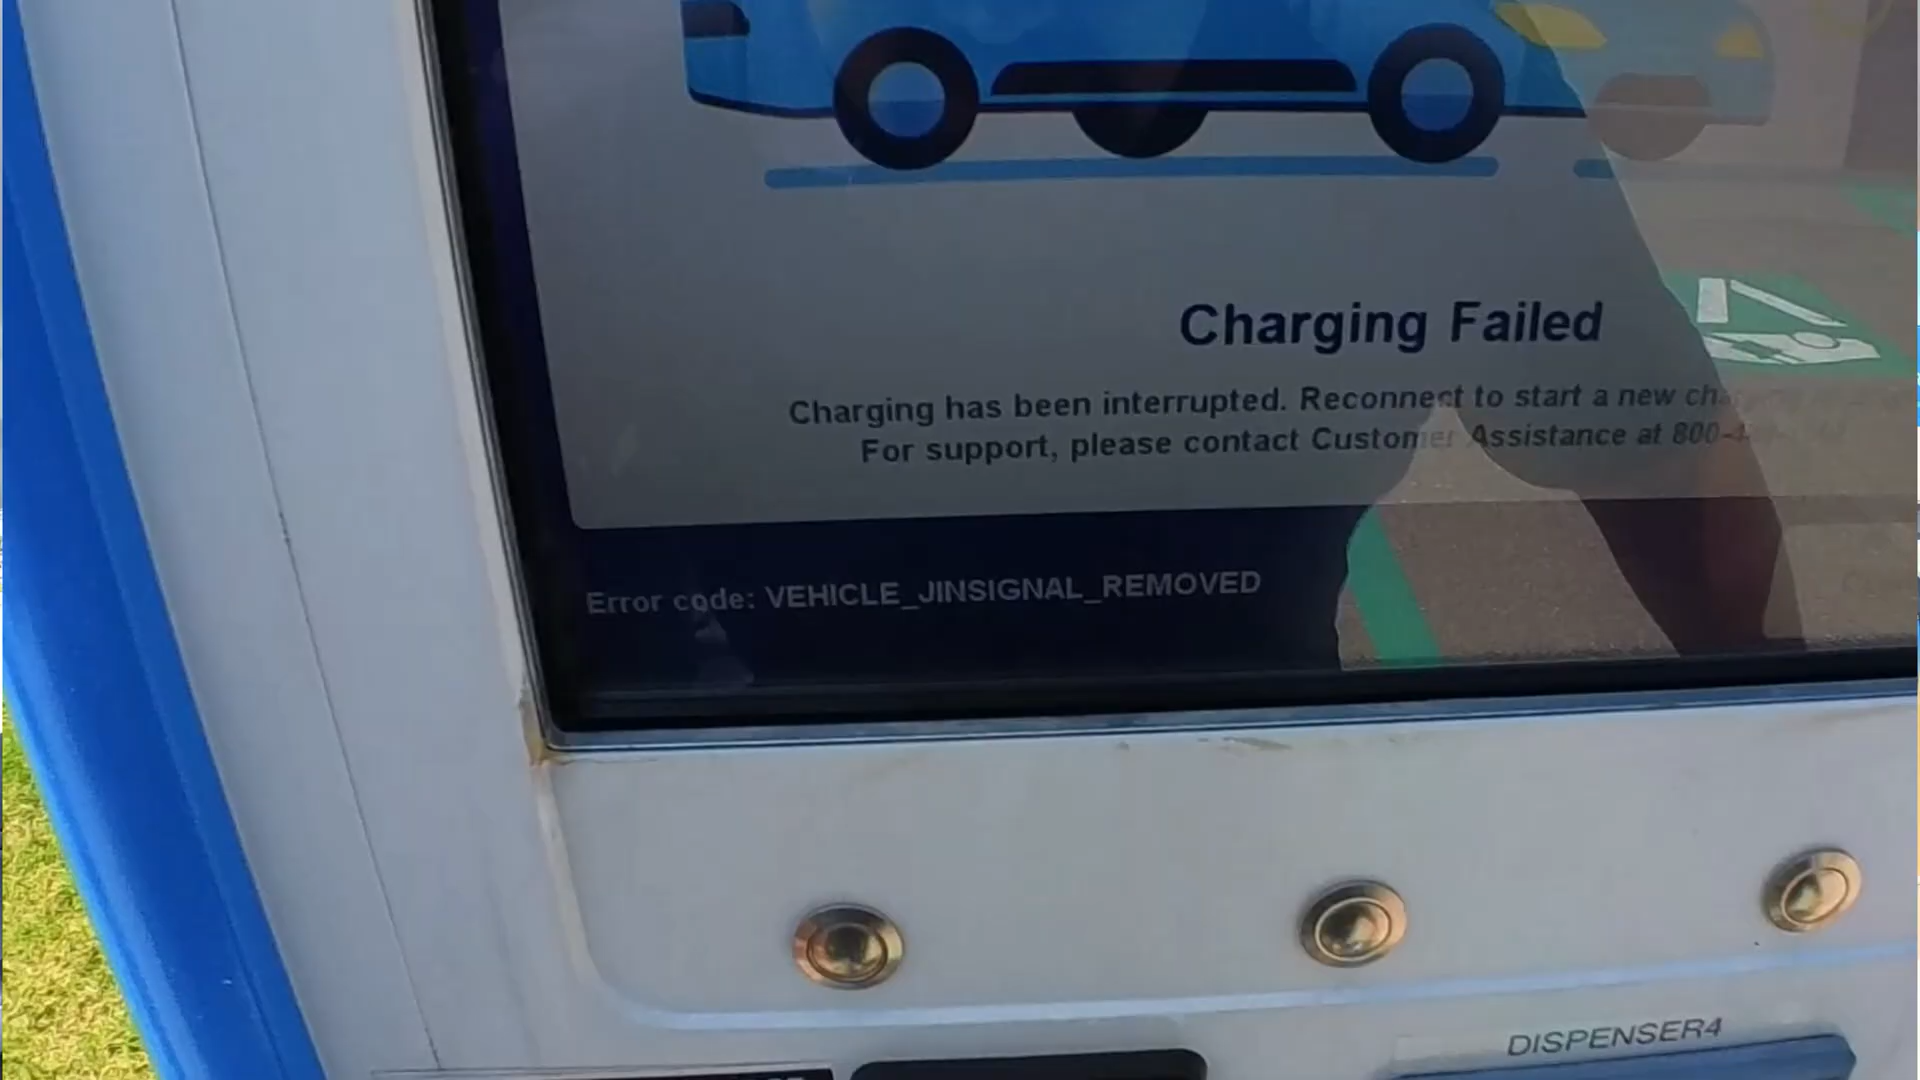 Charging Failed
Charging has been interrupted. Reconnect to start a new
For support, please contact Customer Assistance at
Error code: VEHICLE_JINSIGNAL_REMOVED
DISPENSER4